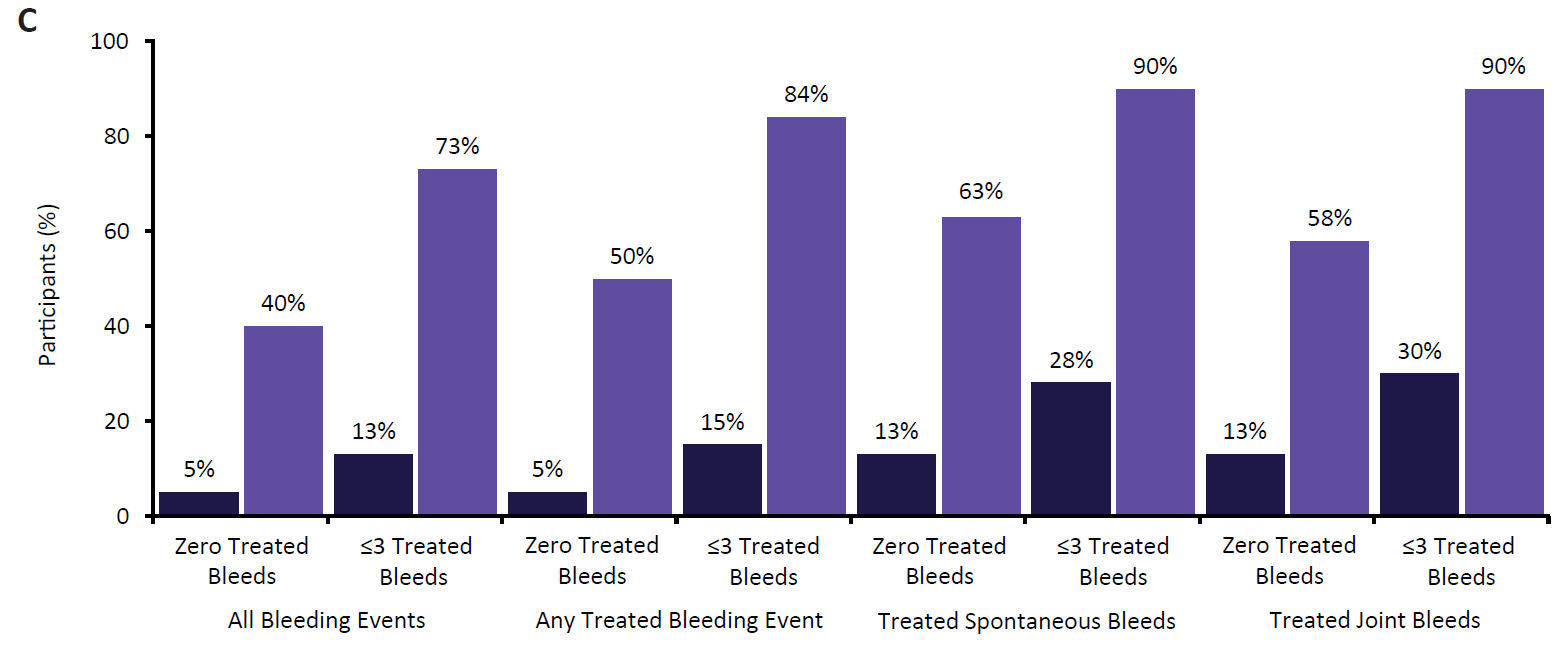 C
100
80
60
40
20
0
Participants (%)
5%
40%
13%
73%
5%
50%
15%
84%
13%
63%
28%
90%
13%
58%
30%
90%
Zero Treated
Bleeds
≤3 Treated
Bleeds
Zero Treated
Bleeds
≤3 Treated
Bleeds
Zero Treated
Bleeds
≤3 Treated
Bleeds
Zero Treated
Bleeds
≤3 Treated
Bleeds
All Bleeding Events
Any Treated Bleeding Event
Treated Spontaneous Bleeds
Treated Joint Bleeds